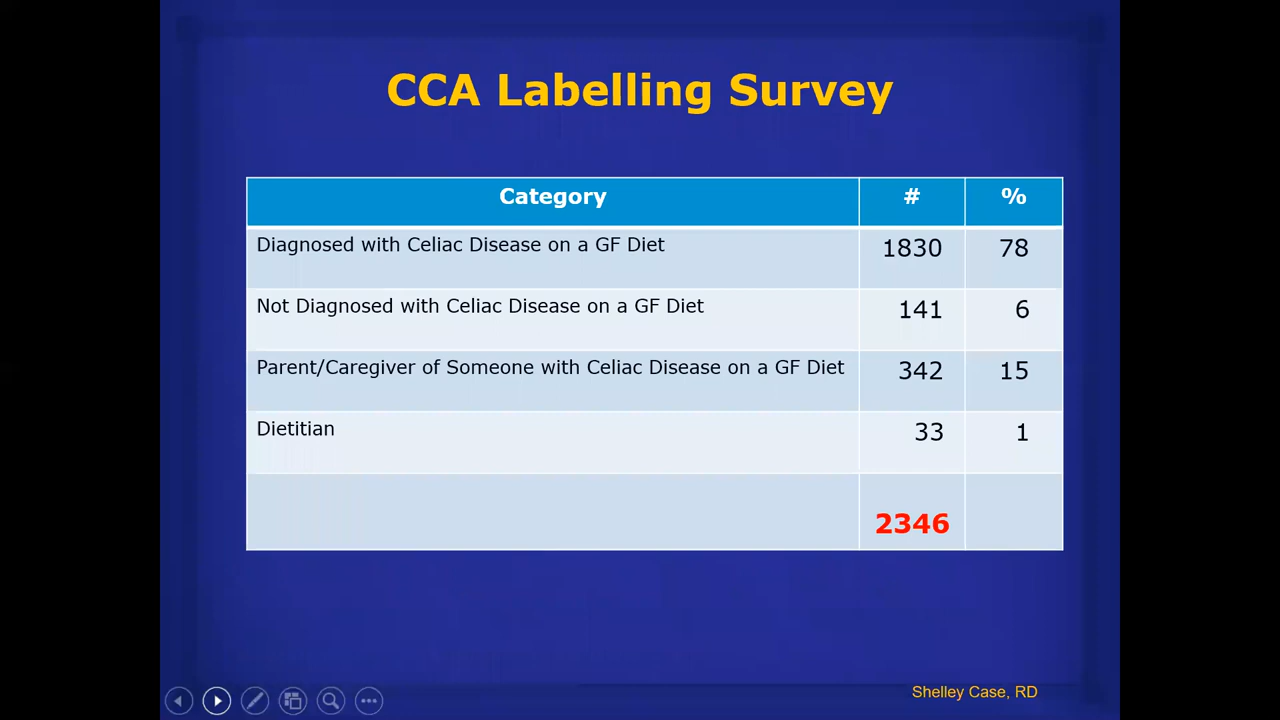 CCA Labelling Survey
Category # %
Diagnosed with Celiac Disease on a GF Diet 1830 78
Not Diagnosed with Celiac Disease on a GF Diet 141 6
Parent/Caregiver of Someone with Celiac Disease on a GF Diet 342 15
Dietitian 33 1
2346
Shelley Case, RD